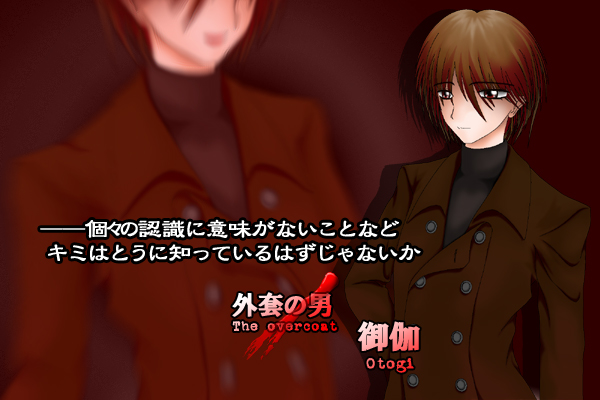 ――個々の認識に意味がないことなど
キミはとうに知っているはずじゃないか
外套の男
The overcoat
御伽
Otogi